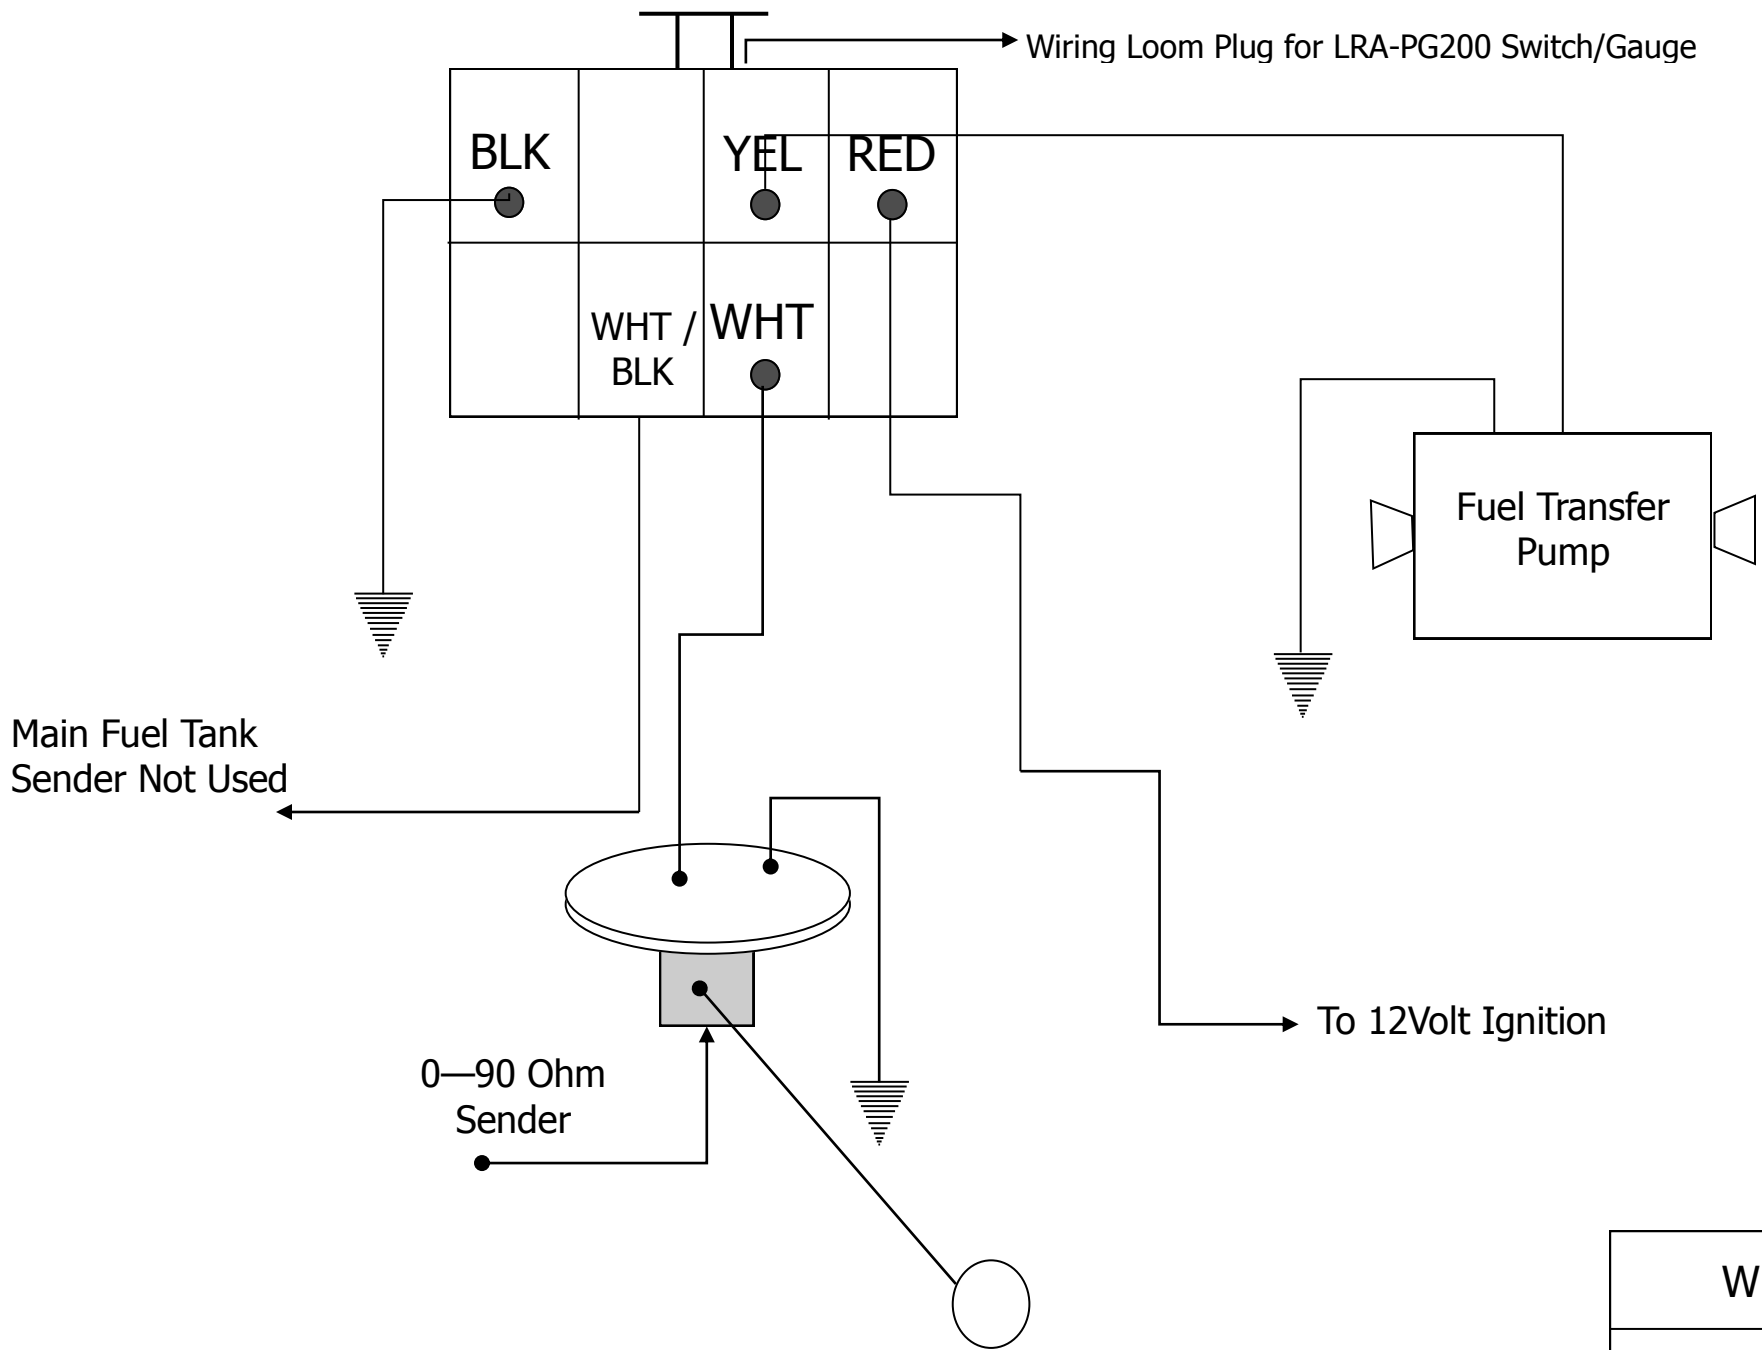 Wiring Loom Plug for LRA-PG200 Switch/Gauge
BLK
YEL
RED
WHT /
BLK
WHT
Fuel Transfer
Pump
Main Fuel Tank
Sender Not Used
To 12Volt Ignition
0—90 Ohm
Sender
W